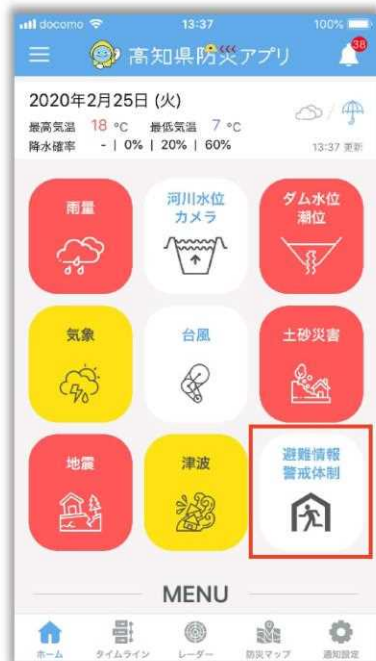 docomo 13:37 100%
高知県防災アプリ 38
2020年2月25日 (火)
最高気温 18 °C 最低気温 7 °C
降水確率 - | 0% | 20% | 60% 13:37 更新
雨量
河川水位
カメラ
ダム水位
潮位
気象
台風
土砂災害
地震
津波
避難情報
警戒体制
MENU
ホーム タイムライン レーダー 防災マップ 通知設定